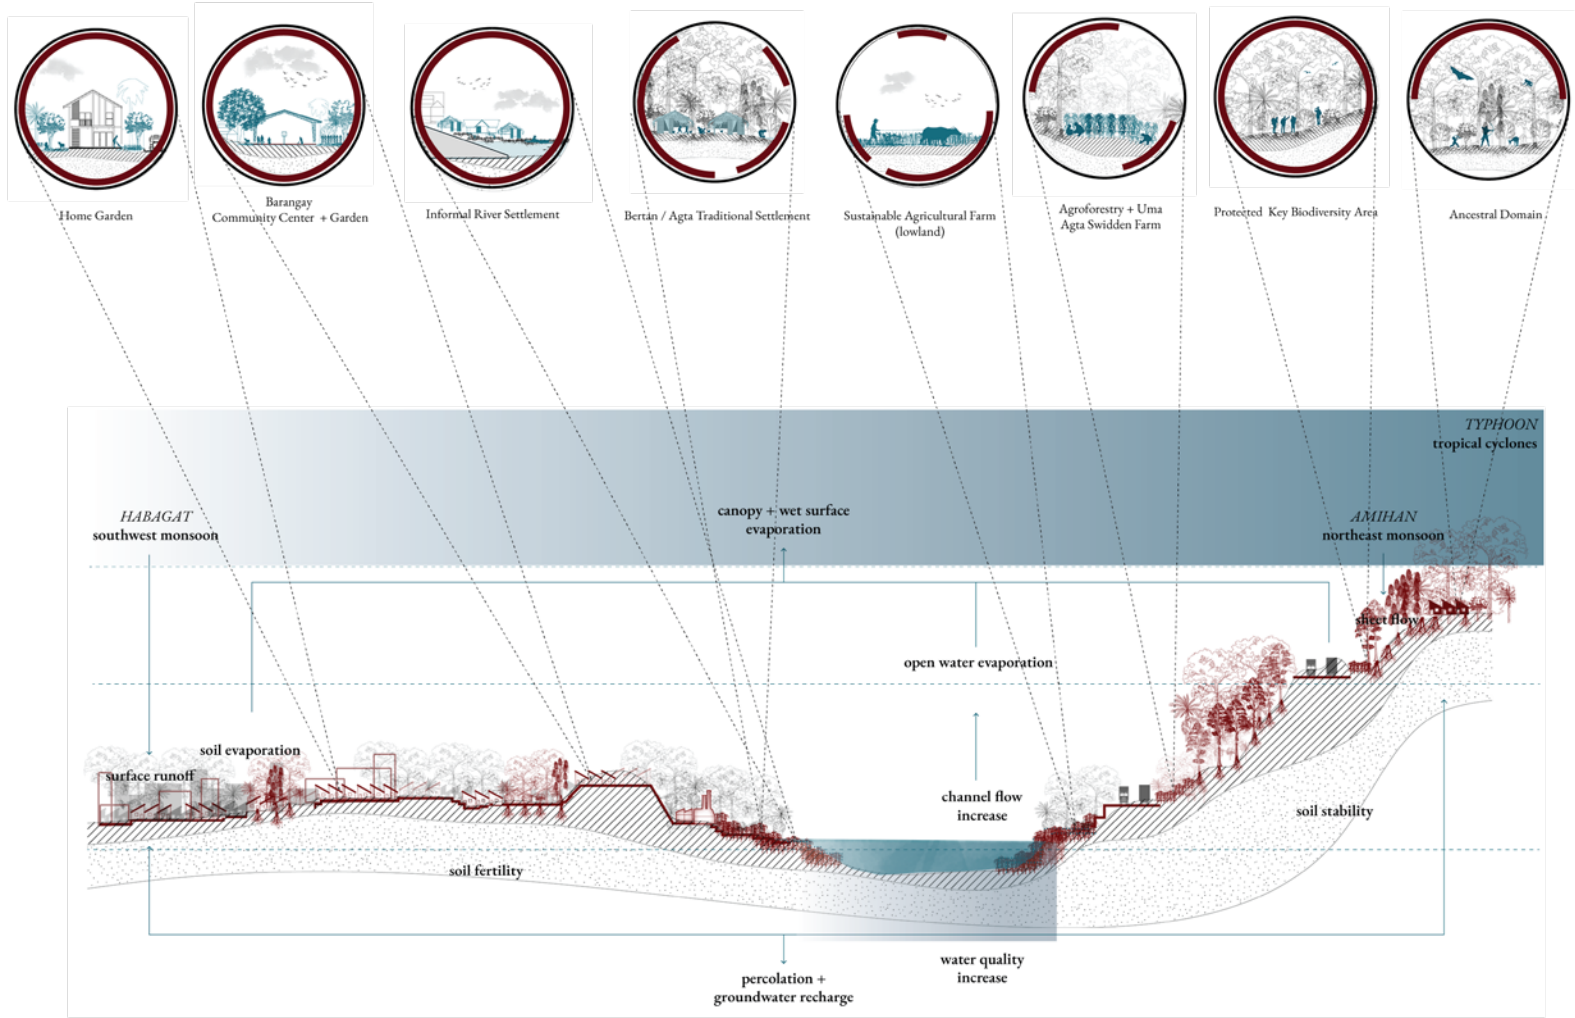 Home Garden
Barangay
Community Center + Garden
Informal River Settlement
Bertan / Agta Traditional Settlement
Sustainable Agricultural Farm
(lowland)
Agroforestry + Uma
Agta Swidden Farm
Protected Key Biodiversity Area
Ancestral Domain
TYPHOON
tropical cyclones
HABAGAT
southwest monsoon
canopy + wet surface
evaporation
AMIHAN
northeast monsoon
sheet flow
open water evaporation
soil evaporation
surface runoff
channel flow
increase
soil stability
soil fertility
water quality
increase
percolation +
groundwater recharge